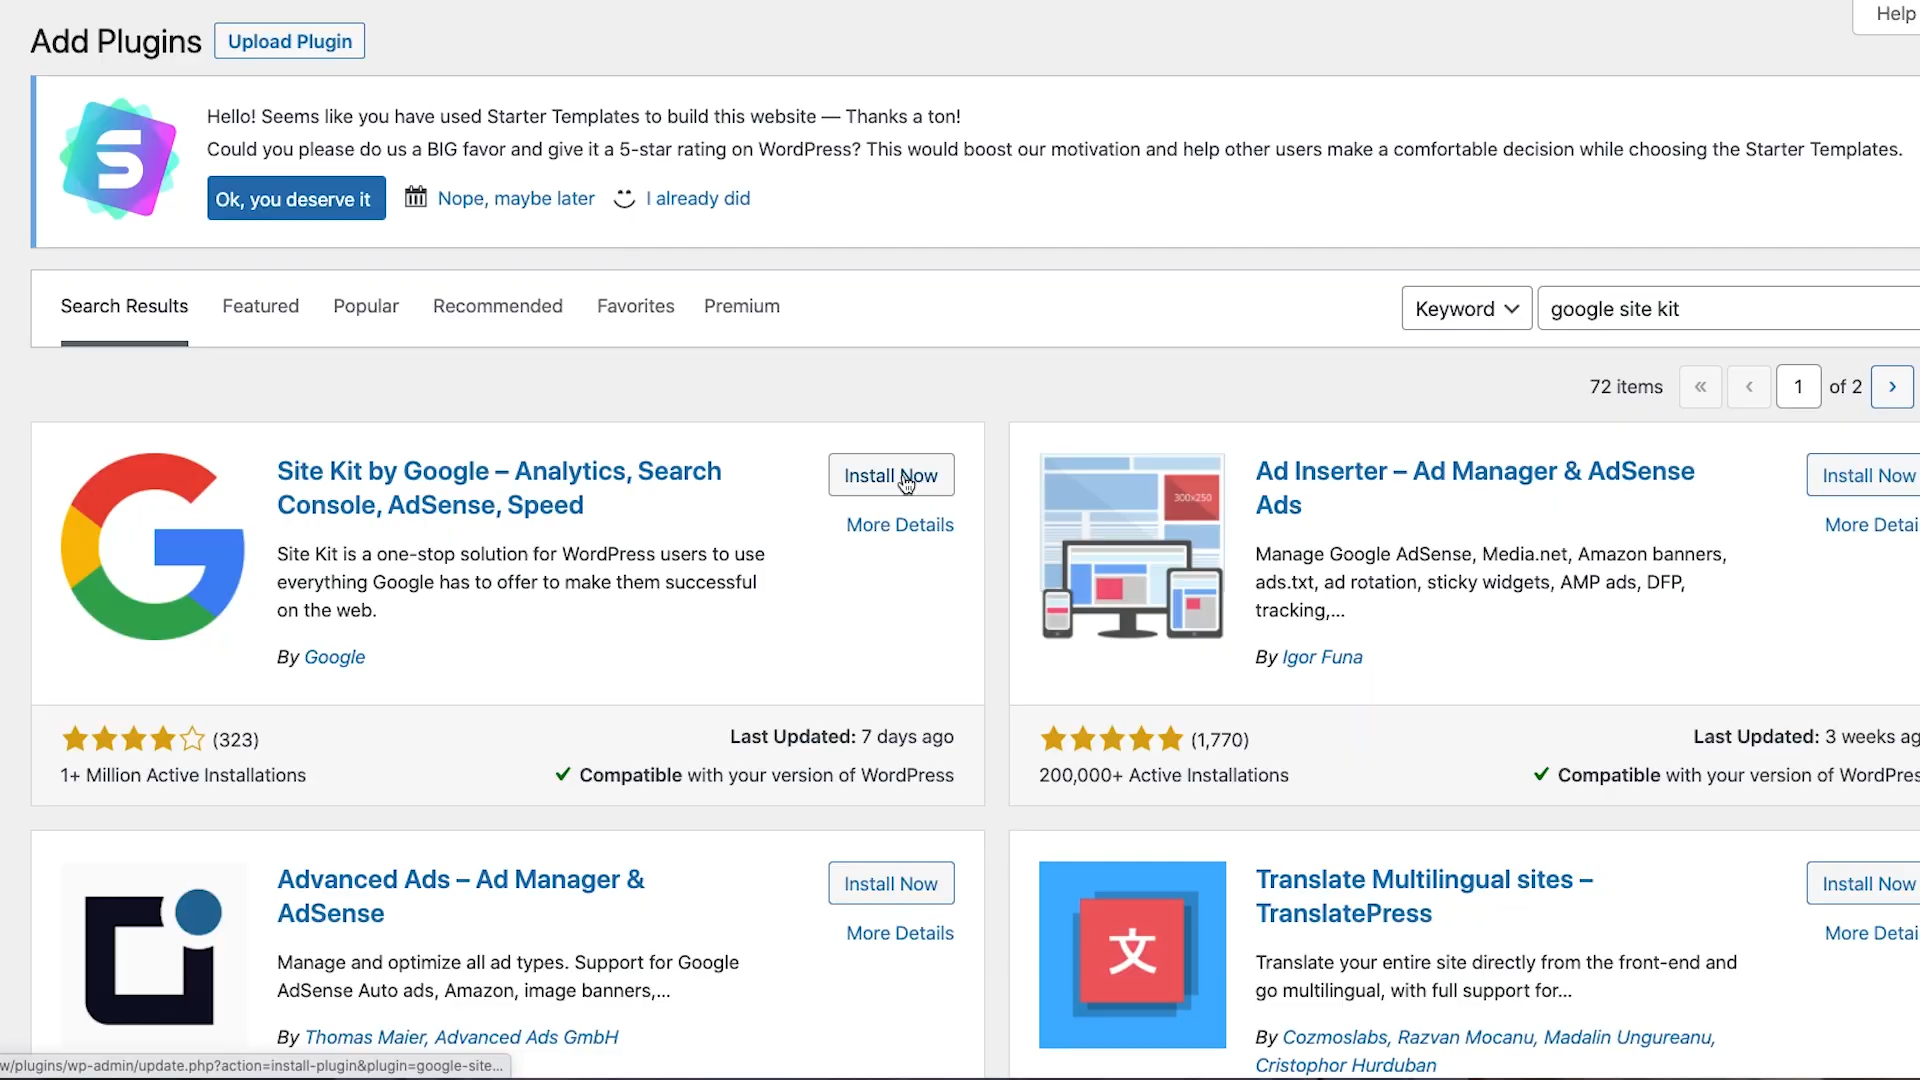 Help
Add Plugins
Upload Plugin
Hello! Seems like you have used Starter Templates to build this website — Thanks a ton!
Could you please do us a BIG favor and give it a 5-star rating on WordPress? This would boost our motivation and help other users make a comfortable decision while choosing the Starter Templates.
Ok, you deserve it
Nope, maybe later
I already did
Search Results
Featured
Popular
Recommended
Favorites
Premium
Keyword
google site kit
72 items
«
‹
1
of 2
›
Site Kit by Google – Analytics, Search
Console, AdSense, Speed
Install Now
More Details
Site Kit is a one-stop solution for WordPress users to use
everything Google has to offer to make them successful
on the web.
By Google
(323)
1+ Million Active Installations
Last Updated: 7 days ago
Compatible with your version of WordPress
300x250
Ad Inserter – Ad Manager & AdSense
Ads
Install Now
More Detai
Manage Google AdSense, Media.net, Amazon banners,
ads.txt, ad rotation, sticky widgets, AMP ads, DFP,
tracking,...
By Igor Funa
(1,770)
200,000+ Active Installations
Last Updated: 3 weeks ag
Compatible with your version of WordPres
Advanced Ads – Ad Manager &
AdSense
Install Now
More Details
Manage and optimize all ad types. Support for Google
AdSense Auto ads, Amazon, image banners,...
By Thomas Maier, Advanced Ads GmbH
文
Translate Multilingual sites –
TranslatePress
Install Now
More Detai
Translate your entire site directly from the front-end and
go multilingual, with full support for...
By Cozmoslabs, Razvan Mocanu, Madalin Ungureanu,
Cristophor Hurduban
w/plugins/wp-admin/update.php?action=install-plugin&plugin=google-site...